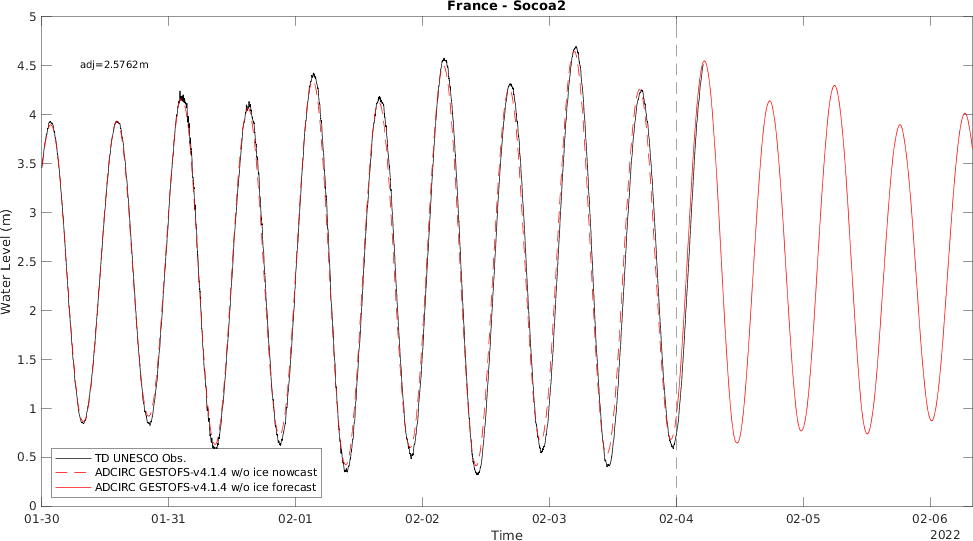 France - Socoa2
adj=2.5762m
Water Level (m)
5
4.5
4
3.5
3
2.5
2
1.5
1
0.5
0
TD UNESCO Obs.
ADCIRC GESTOFS-v4.1.4 w/o ice nowcast
ADCIRC GESTOFS-v4.1.4 w/o ice forecast
01-30 01-31 02-01 02-02 02-03 02-04 02-05 02-06
Time
2022